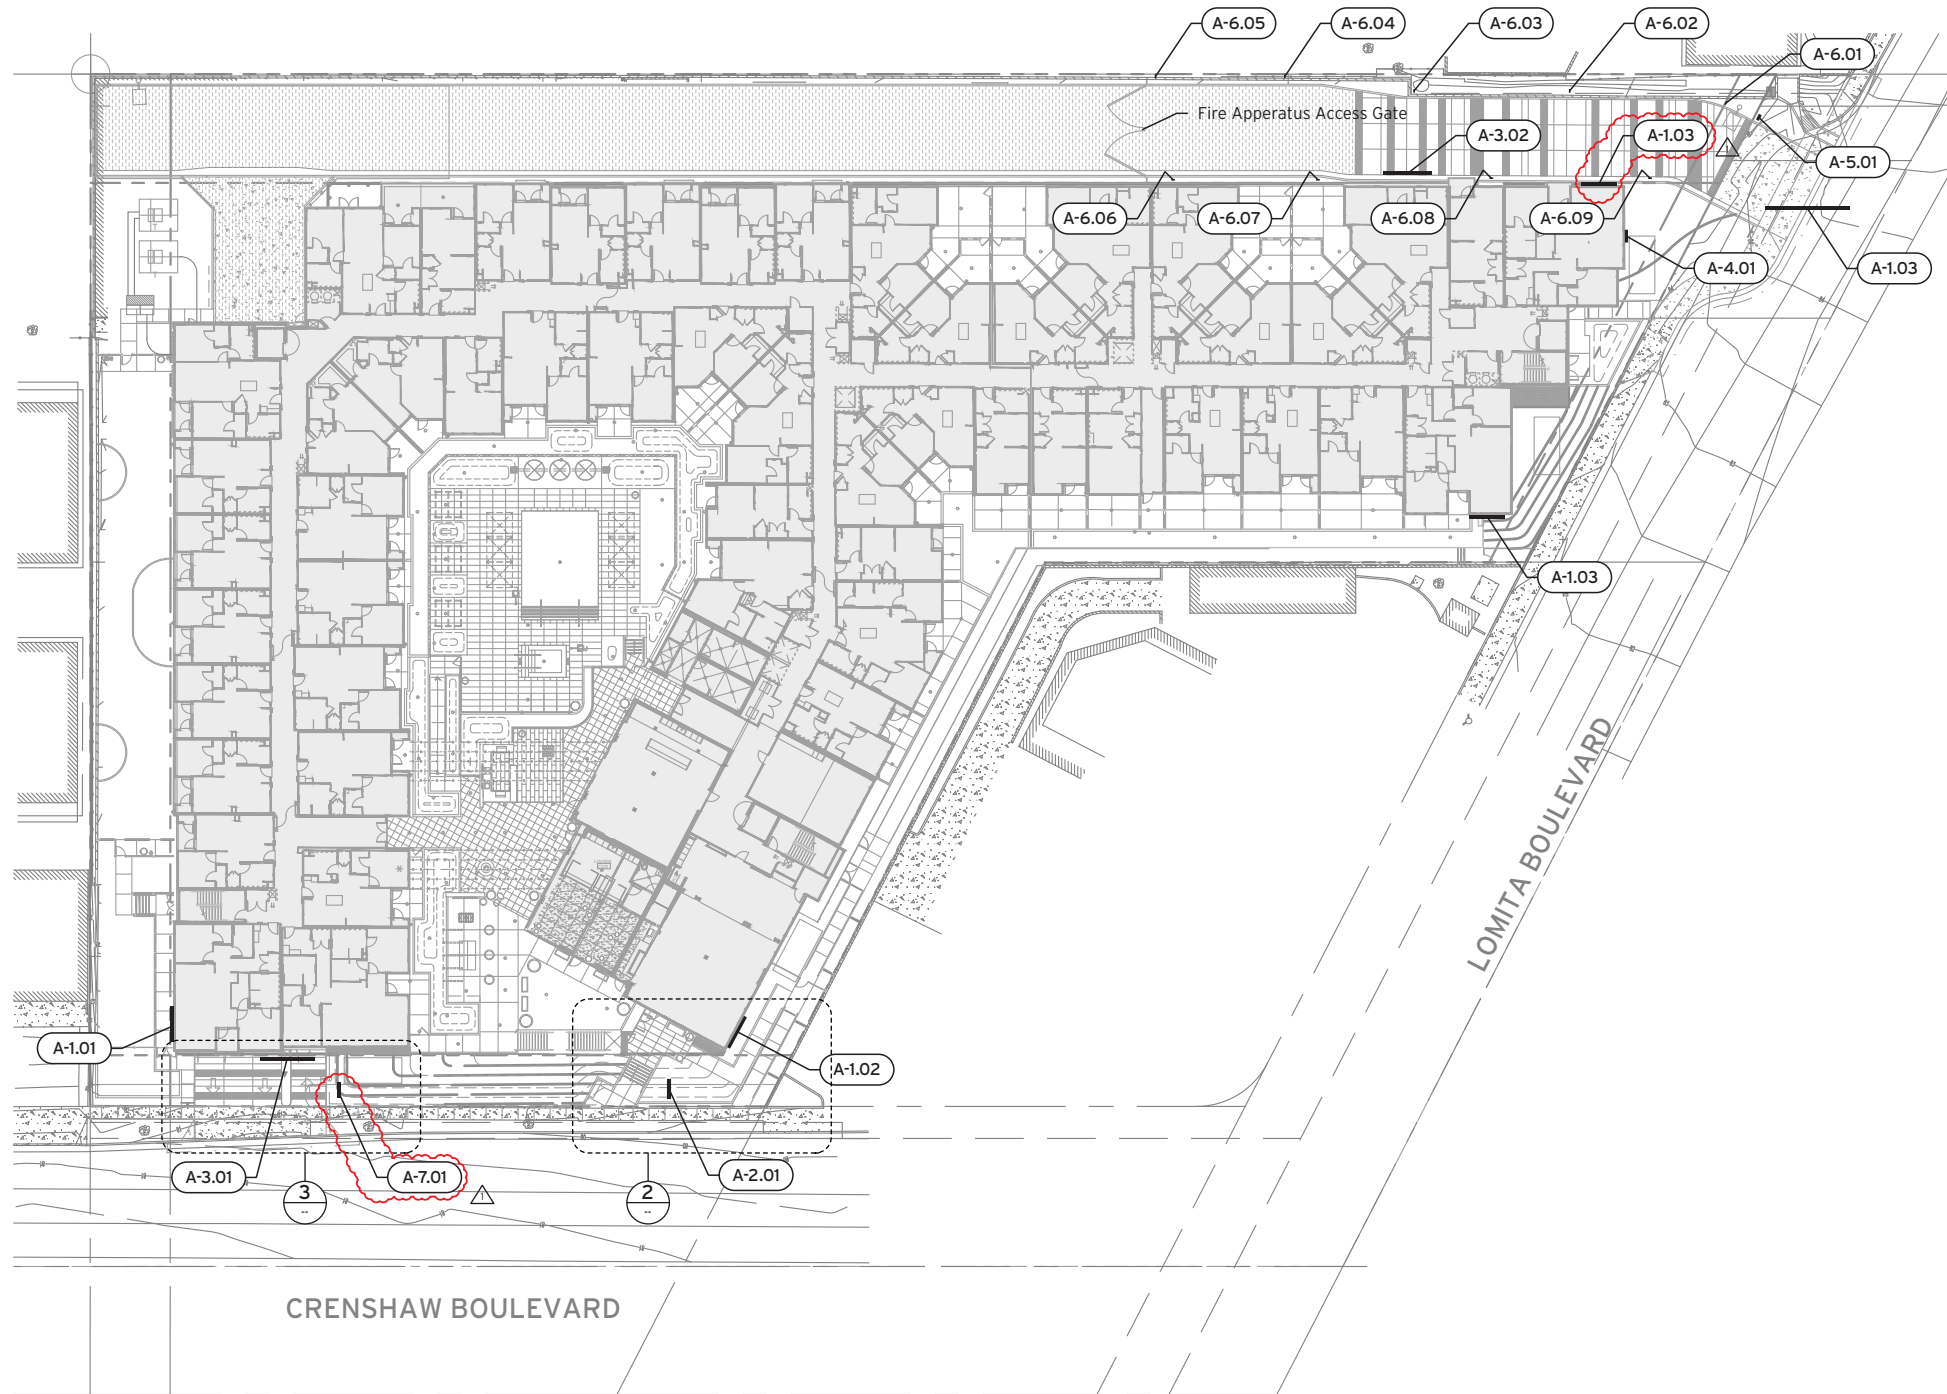 A-6.05
A-6.04
A-6.03
A-6.02
A-6.01
Fire Apperatus Access Gate
A-3.02
A-1.03
1
A-5.01
A-6.06
A-6.07
A-6.08
A-6.09
A-4.01
A-1.03
A-1.03
LOMITA BOULEVARD
A-1.01
A-1.02
A-3.01
A-7.01
A-2.01
1
3
--
2
--
CRENSHAW BOULEVARD